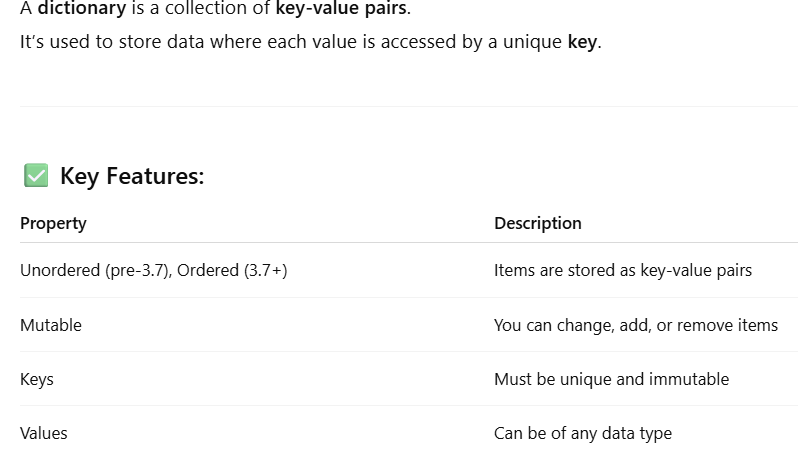 A dictionary is a collection of key-value pairs.
It's used to store data where each value is accessed by a unique key.
✅ Key Features:
Property Description
Unordered (pre-3.7), Ordered (3.7+) Items are stored as key-value pairs
Mutable You can change, add, or remove items
Keys Must be unique and immutable
Values Can be of any data type